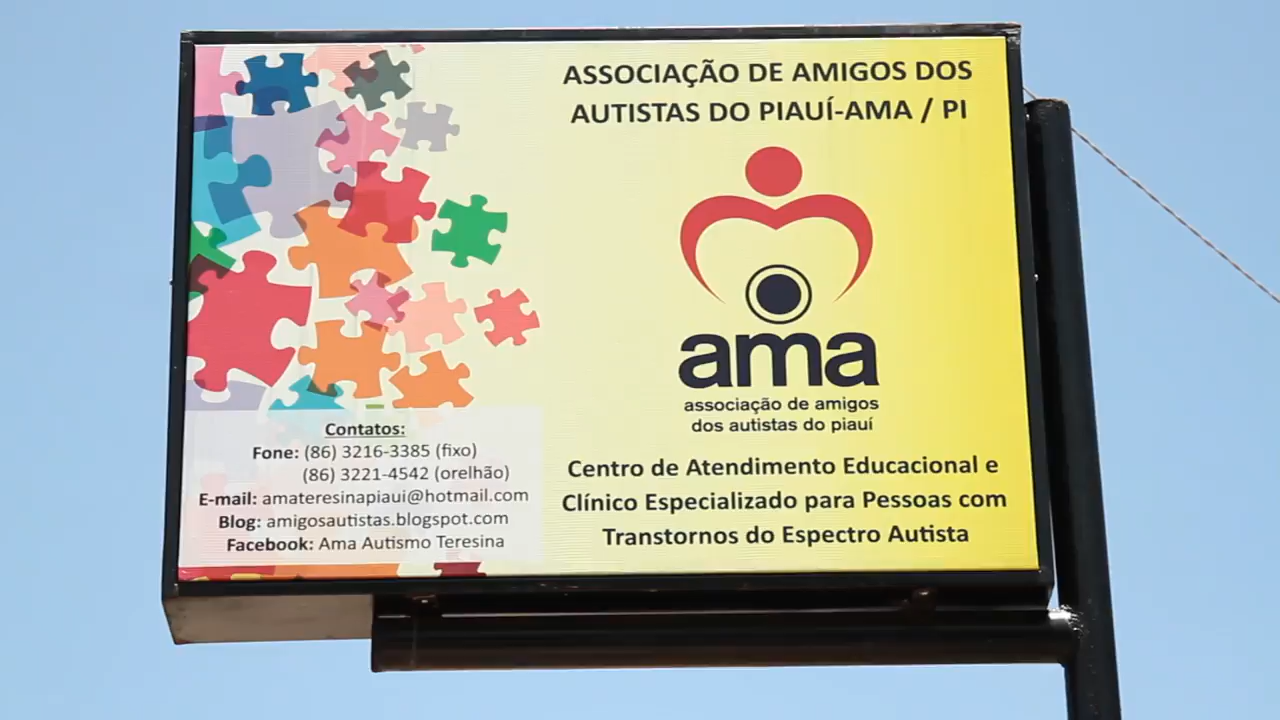 ASSOCIAÇÃO DE AMIGOS DOS
AUTISTAS DO PIAUÍ-AMA / PI
ama
associação de amigos
dos autistas do piauí
Centro de Atendimento Educacional e
Clínico Especializado para Pessoas com
Transtornos do Espectro Autista
Contatos:
Fone: (86) 3216-3385 (fixo)
(86) 3221-4542 (orelhão)
E-mail: amateresinapiaui@hotmail.com
Blog: amigosautistas.blogspot.com
Facebook: Ama Autismo Teresina